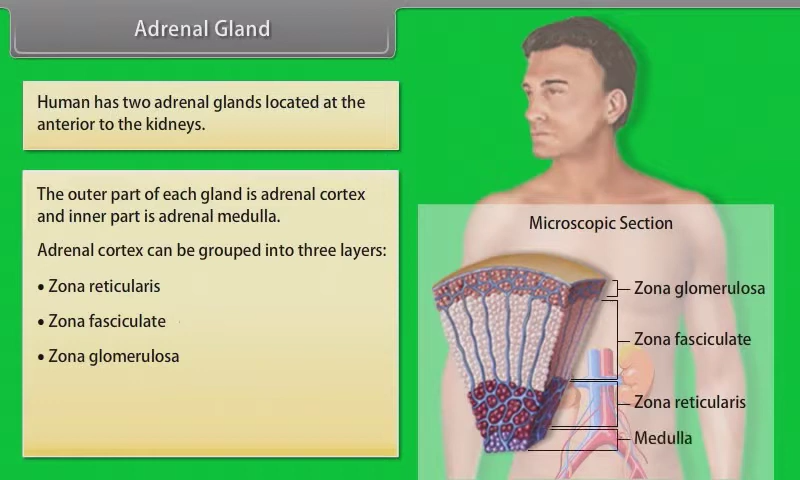 Adrenal Gland
Human has two adrenal glands located at the
anterior to the kidneys.
The outer part of each gland is adrenal cortex
and inner part is adrenal medulla.
Adrenal cortex can be grouped into three layers:
• Zona reticularis
• Zona fasciculate
• Zona glomerulosa
Microscopic Section
Zona glomerulosa
Zona fasciculate
Zona reticularis
Medulla